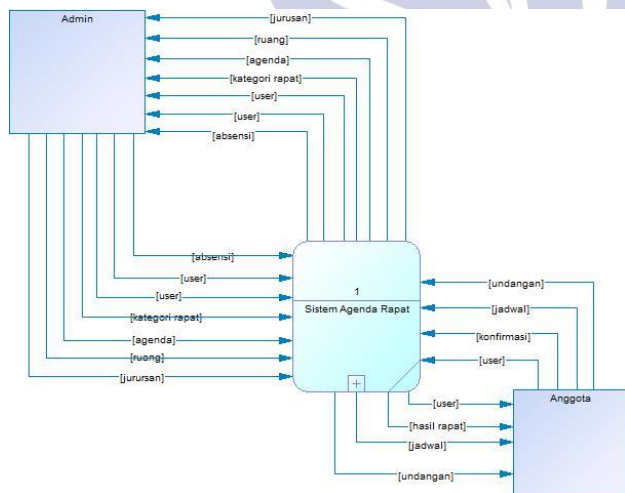 Admin
[jurusan]
[ruang]
[agenda]
[kategori rapat]
[user]
[user]
[absensi]
[absensi]
[user]
[user]
[kategori rapat]
[agenda]
[ruong]
[jurursan]
1
Sistem Agenda Rapat
+
[undangan]
[jadwal]
[konfirmasi]
[user]
[user]
[hasil rapat]
[jadwal]
[undangan]
Anggota